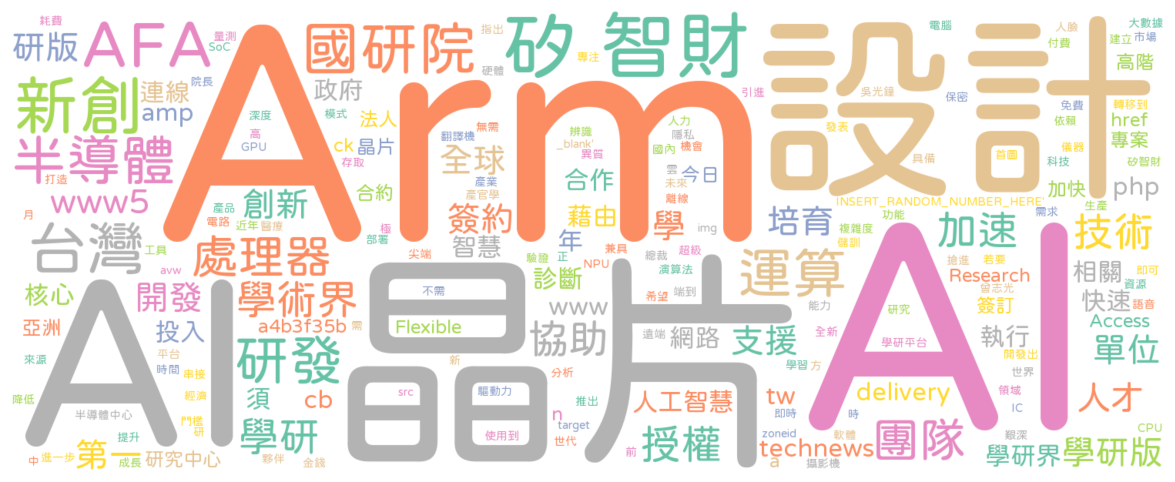 耗費
量測
SoC
研版
AFA
院長
Arm
國研院
指出
矽智財
專注
硬體
設計
電腦
人臉
大數據
建立
市場
付費
高階
新創
連線
amp
政府
引進
吳光鐘
保密
免費
轉移到
href
依賴
專案
深度
模式
法人
翻譯機
無需
辨識
_blank'
人力
隱私
國內
機會
發表
具備
首圖
儀器
科技
矽智財
半導體
高
GPU
ck
晶片
存取
全球
產業
產官學
異質
合作
雲
未來
離線
今日
加快
php
打造
www5
產品
創新
合約
簽約
藉由
學
img
INSERT_RANDOM_NUMBER_HERE'
培育
功能
需求
生產
月
電路
近年
醫療
極
部署
智慧
年
複雜度
儲訓
加速
技術
台灣
工具
處理器
尖端
驗證
正
兼具
總裁
超級
運算
搶進
若要
即可
avw
診斷
NPU
演算法
Research
相關
資源
核心
開發
學術界
不需
www
希望
端到
曾志光
簽訂
快速
語音
亞洲
投入
a4b3f35b
需
Flexible
協助
遠端
網路
支援
能力
全新
研究
執行
Access
單位
AI晶片
AI
來源
平台
時間
串接
研發
新
分析
學習
方
學研平台
開發出
世界
降低
經濟
須
cb
src
驅動力
推出
人工智慧
tw
delivery
領域
人才
半導體中心
門檻
研
學研
使用到
n
target
世代
授權
即時
時
zoneid
軟體
團隊
IC
艱深
CPU
第一
提升
中
進一步
成長
研究中心
夥伴
金錢
前
technews
a
攝影機
學研界
學研版